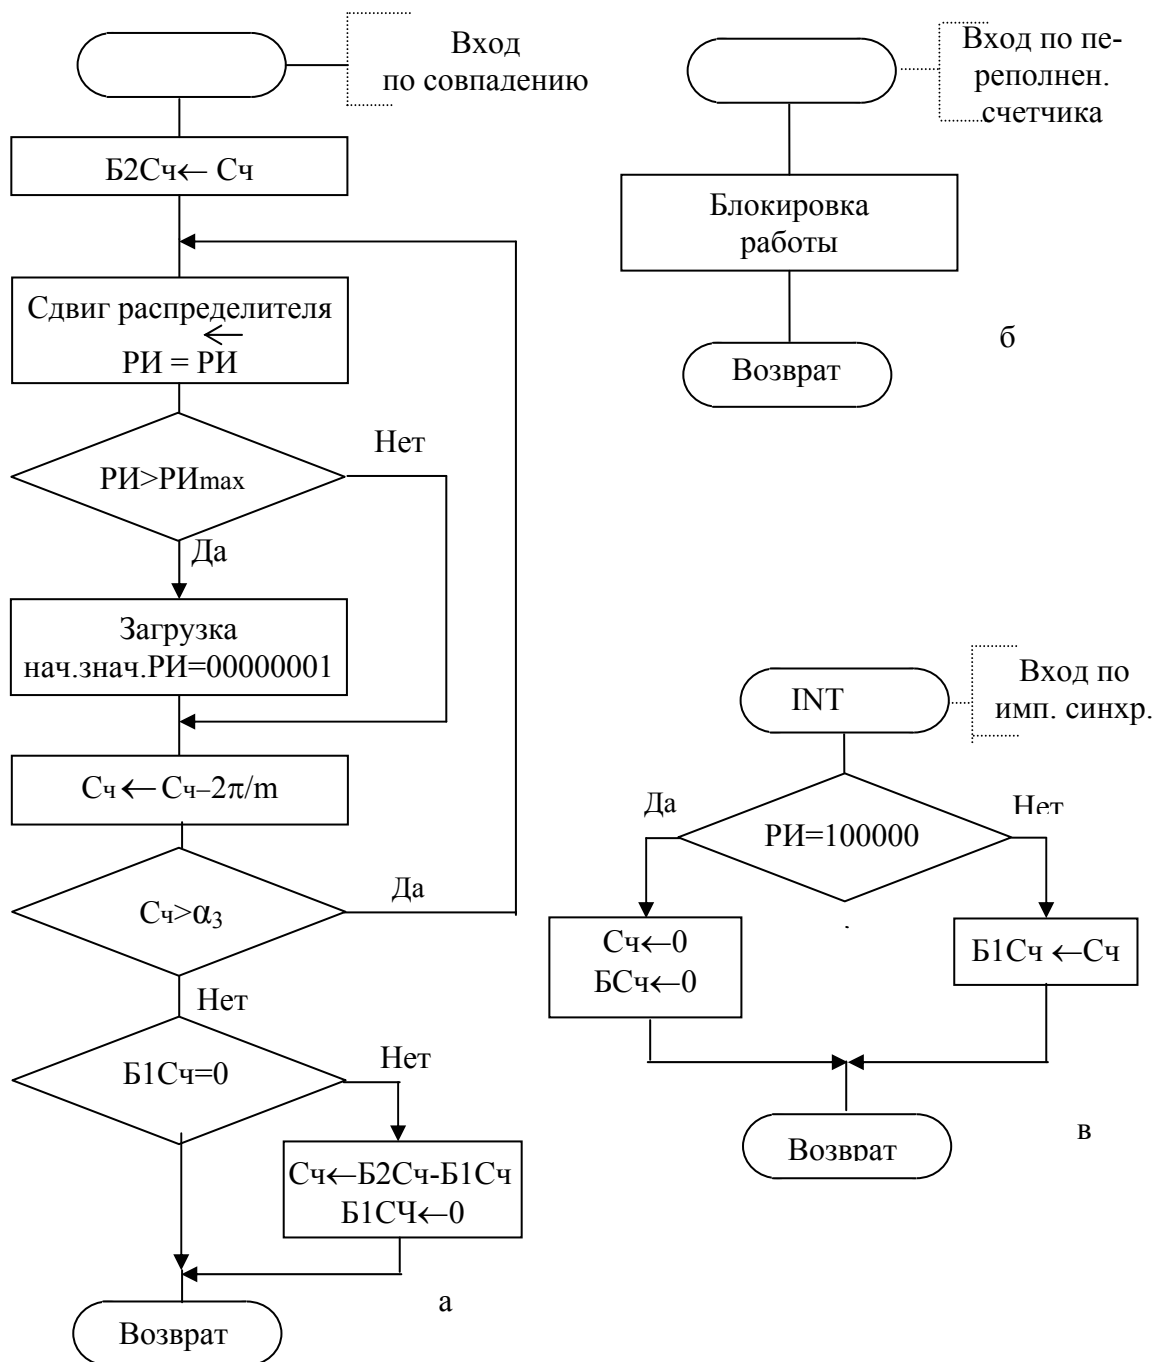 Вход
по совпадению
Б2Сч← Сч
Сдвиг распределителя
←
РИ = РИ
РИ>РИmax
Нет
Да
Загрузка
нач.знач.РИ=00000001
Сч ← Сч–2π/m
Сч>α₃
Да
Нет
Б1Сч=0
Нет
Сч←Б2Сч-Б1Сч
Б1СЧ←0
Возврат
а
Вход по пе-
реполнен.
счетчика
Блокировка
работы
Возврат
б
INT
Вход по
имп. синхр.
РИ=100000
Да
Нет
Сч←0
БСч←0
Б1Сч ←Сч
Возврат
в